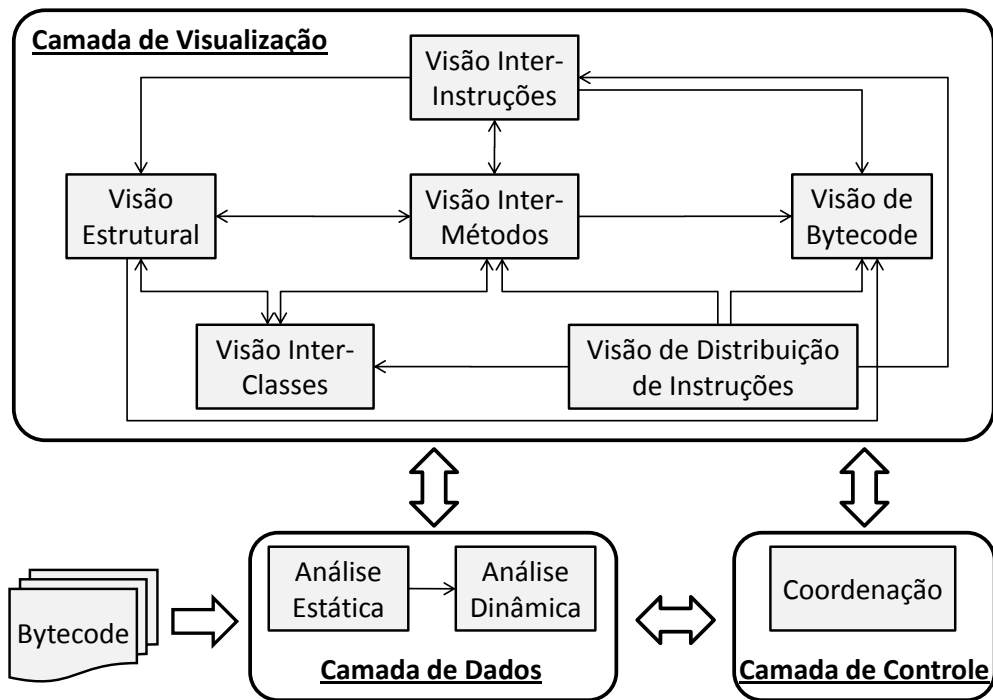 Camada de Visualização
Visão Inter-
Instruções
Visão
Estrutural
Visão Inter-
Métodos
Visão de
Bytecode
Visão Inter-
Classes
Visão de Distribuição
de Instruções
Bytecode
Análise
Estática
Análise
Dinâmica
Camada de Dados
Coordenação
Camada de Controle